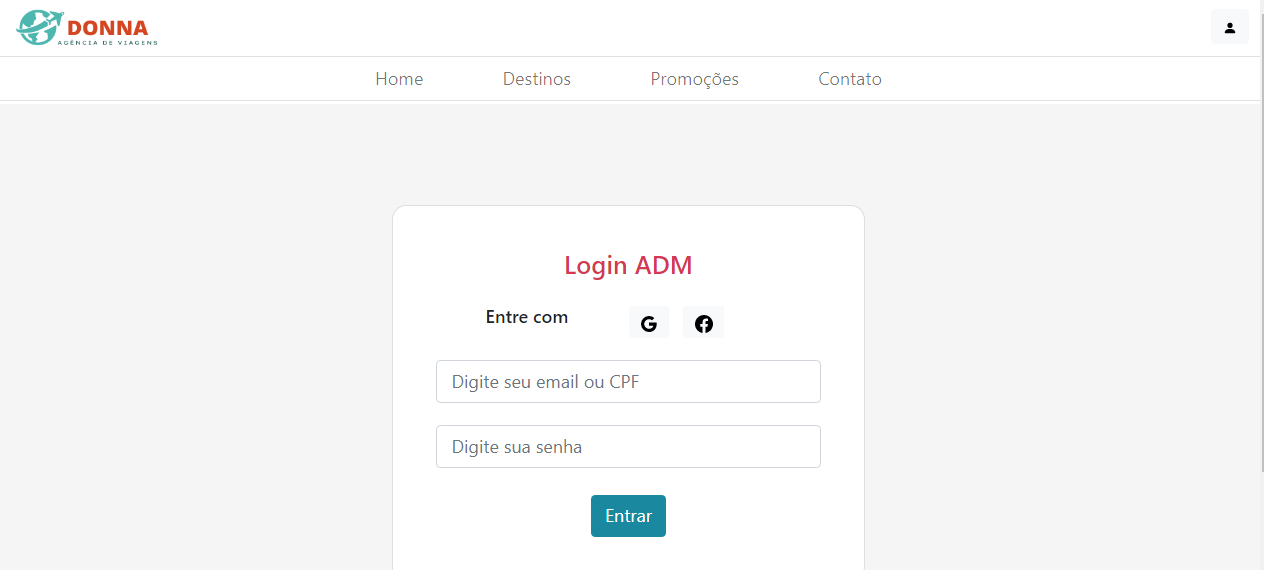 DONNA
AGÊNCIA DE VIAGENS
Home Destinos Promoções Contato
Login ADM
Entre com
Digite seu email ou CPF
Digite sua senha
Entrar